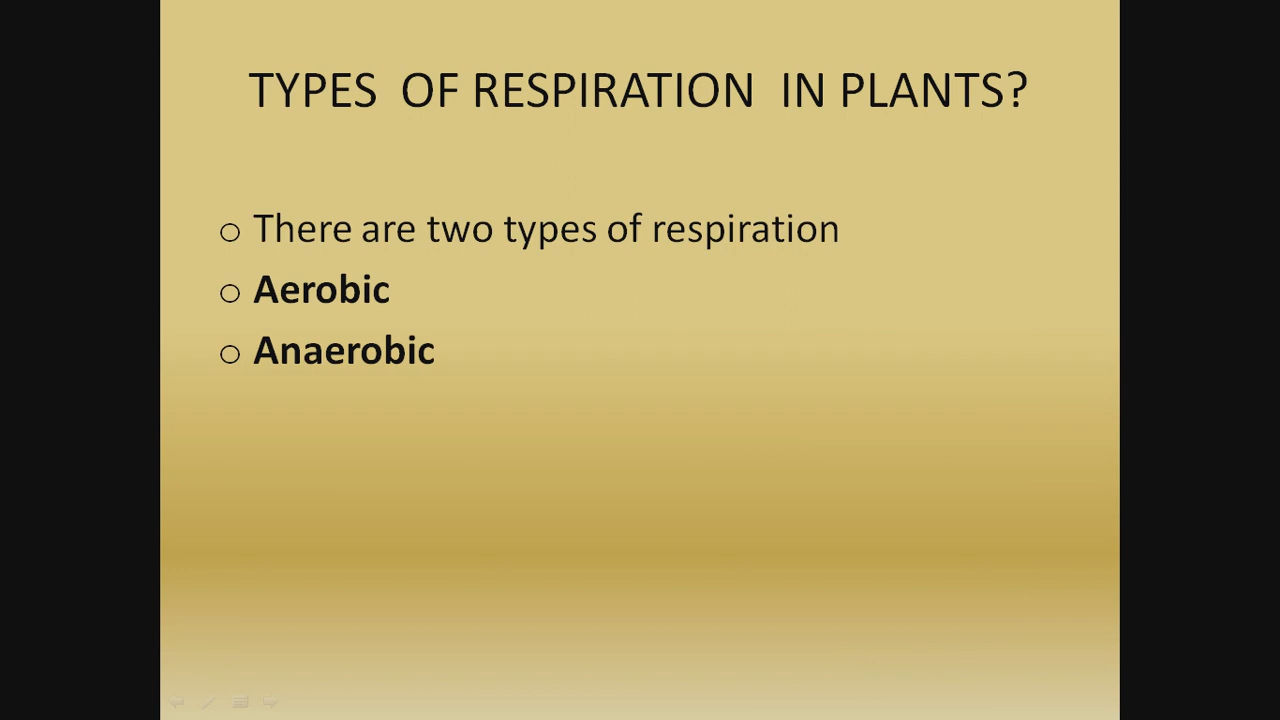 TYPES  OF RESPIRATION  IN PLANTS?
○ There are two types of respiration
○ Aerobic
○ Anaerobic